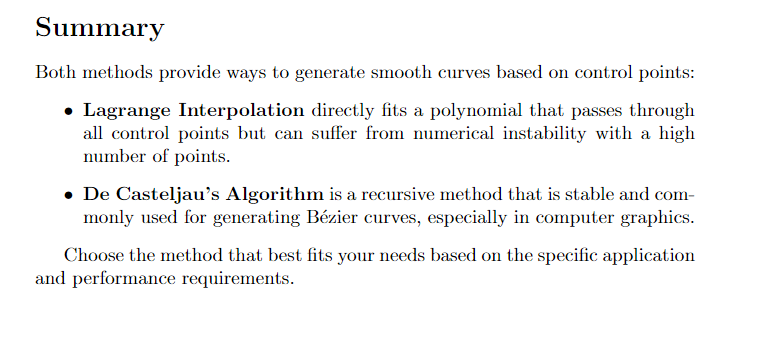 Summary
Both methods provide ways to generate smooth curves based on control points:
• Lagrange Interpolation directly fits a polynomial that passes through
all control points but can suffer from numerical instability with a high
number of points.
• De Casteljau's Algorithm is a recursive method that is stable and com-
monly used for generating Bézier curves, especially in computer graphics.
Choose the method that best fits your needs based on the specific application
and performance requirements.